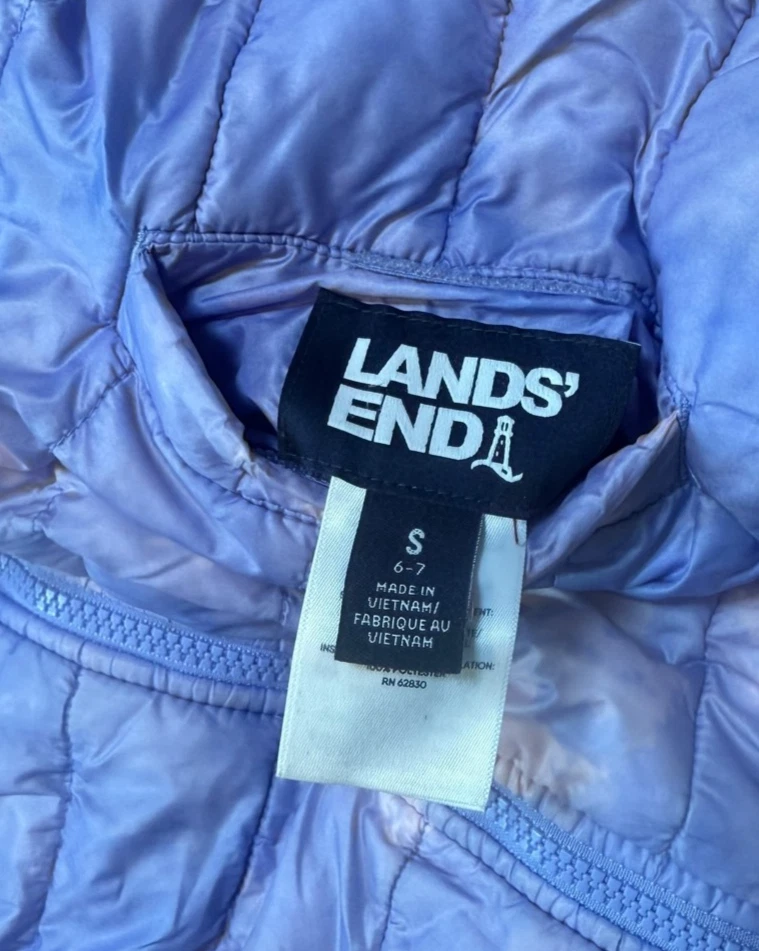 LANDS'
END
S
6-7
MADE IN
VIETNAM/
FABRIQUE AU
VIETNAM
100% POLYESTER
RN 62830